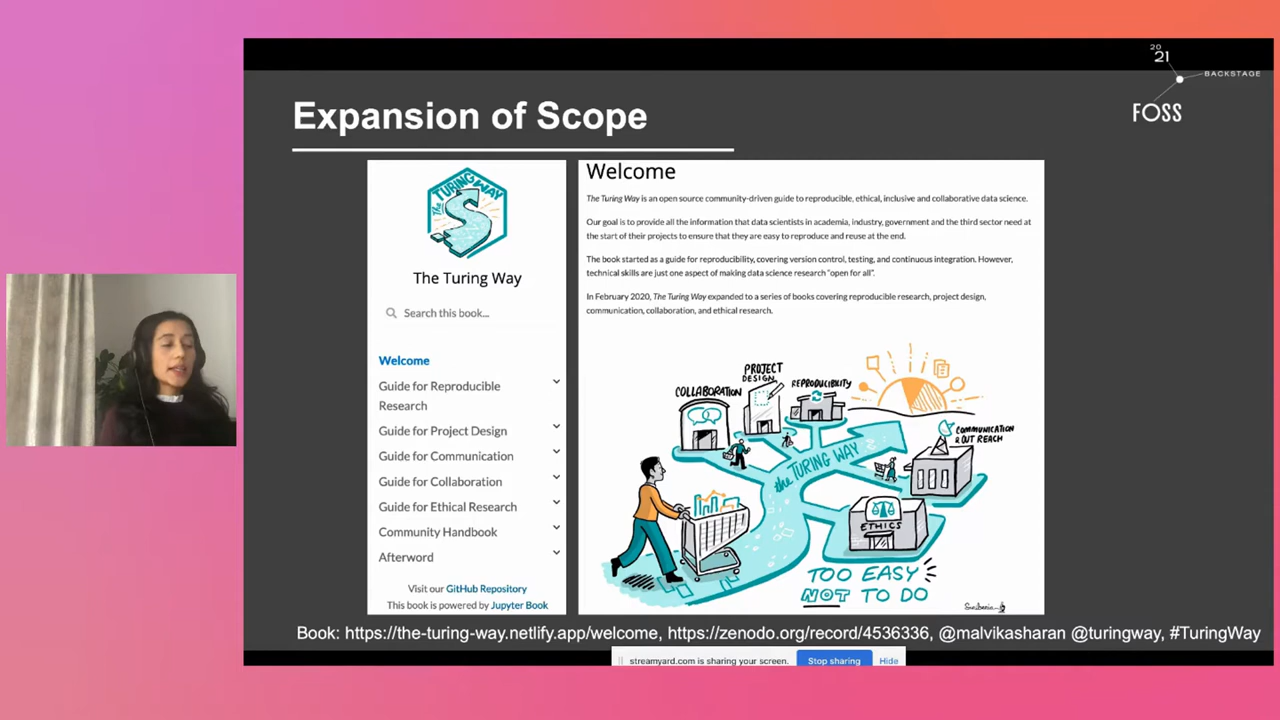 20
21
BACKSTAGE
FOSS
Expansion of Scope
THE TURING WAY
The Turing Way
Search this book...
Welcome
Guide for Reproducible
Research
Guide for Project Design
Guide for Communication
Guide for Collaboration
Guide for Ethical Research
Community Handbook
Afterword
Visit our GitHub Repository
This book is powered by Jupyter Book
Welcome
The Turing Way is an open source community-driven guide to reproducible, ethical, inclusive and collaborative data science.
Our goal is to provide all the information that data scientists in academia, industry, government and the third sector need at
the start of their projects to ensure that they are easy to reproduce and reuse at the end.
The book started as a guide for reproducibility, covering version control, testing, and continuous integration. However,
technical skills are just one aspect of making data science research "open for all".
In February 2020, The Turing Way expanded to a series of books covering reproducible research, project design,
communication, collaboration, and ethical research.
PROJECT
DESIGN
COLLABORATION
REPRODUCIBILITY
COMMUNICATION
& OUT REACH
the TURING WAY
ETHICS
TOO EASY
NOT TO DO
Scriberia
Book: https://the-turing-way.netlify.app/welcome, https://zenodo.org/record/4536336, @malvikasharan @turingway, #TuringWay
streamyard.com is sharing your screen.
Stop sharing
Hide